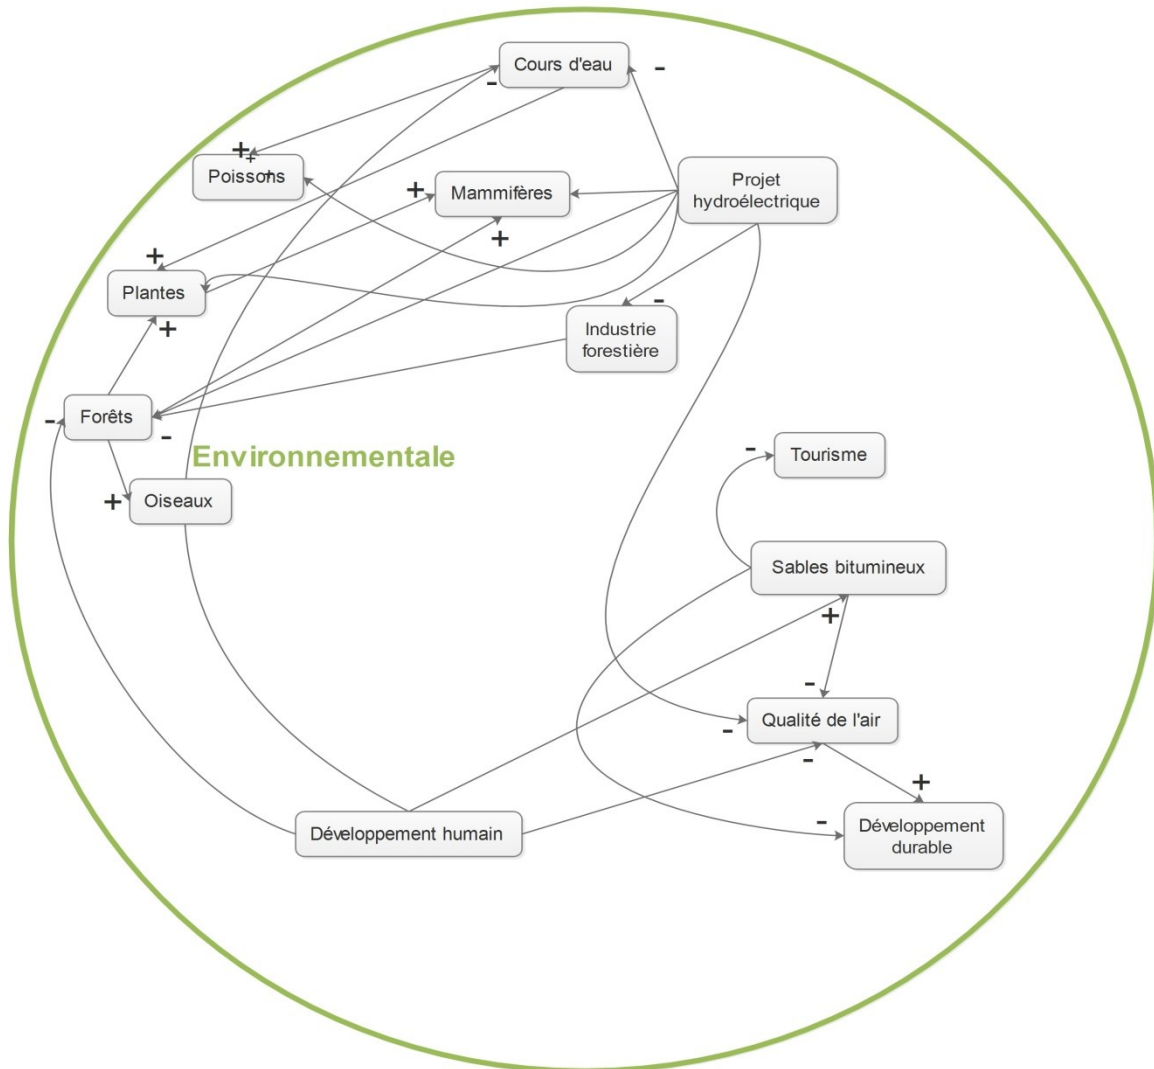 Cours d'eau
-
-
+
+
Poissons
+
Mammifères
+
Projet
hydroélectrique
+
+
Plantes
+
-
Industrie
forestière
-
Forêts
-
Environnementale
+
Oiseaux
-
Tourisme
Sables bitumineux
+
-
Qualité de l'air
-
-
+
Développement humain
-
Développement
durable